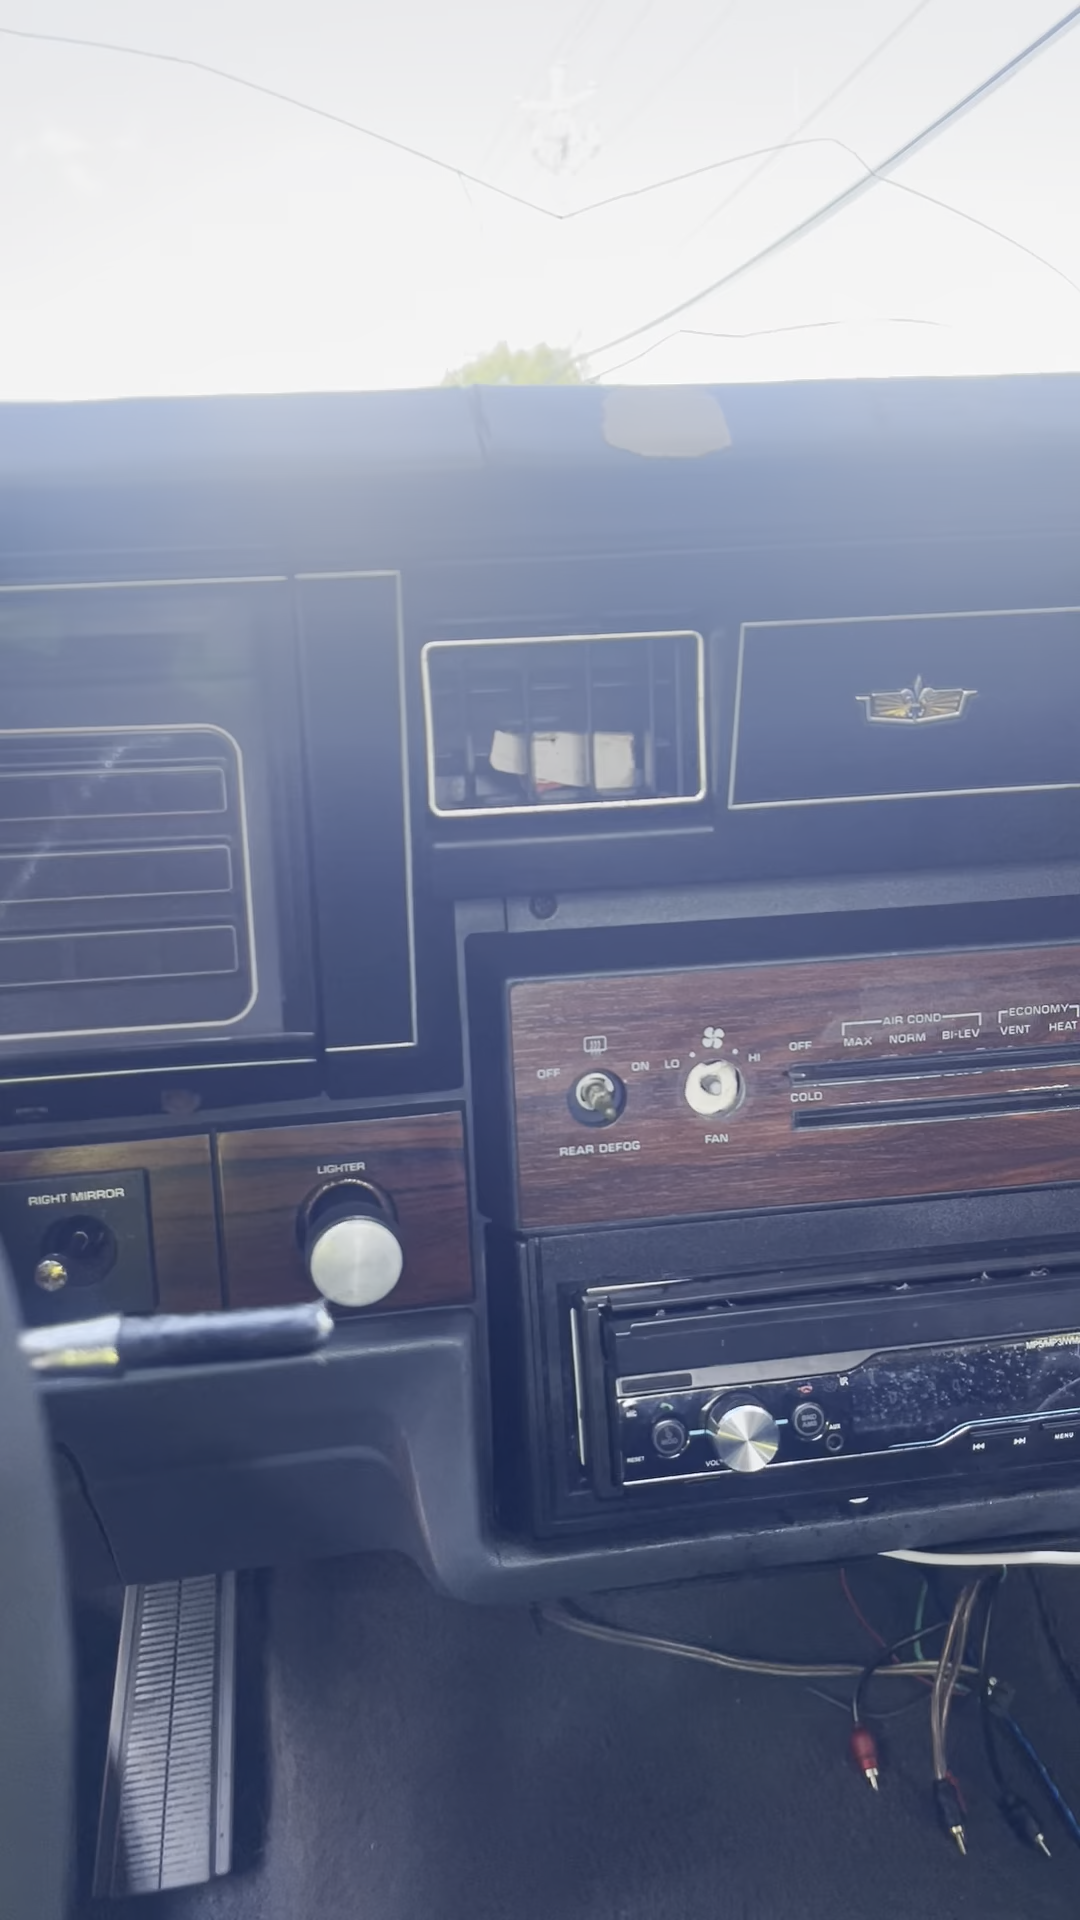 AIR COND
ECONOMY
OFF MAX NORM BI-LEV VENT HEAT
OFF ON LO HI
COLD
REAR DEFOG
FAN
LIGHTER
RIGHT MIRROR
AUX
RESET
VOL
MENU